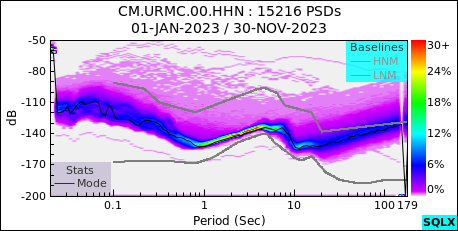 CM.URMC.00.HHN : 15216 PSDs
01-JAN-2023 / 30-NOV-2023
-50
-80
-110
-140
-170
-200
dB
Baselines
HNM
LNM
Stats
Mode
0.1
1
10
100
179
Period (Sec)
30+
24%
18%
12%
6%
0%
SQLX